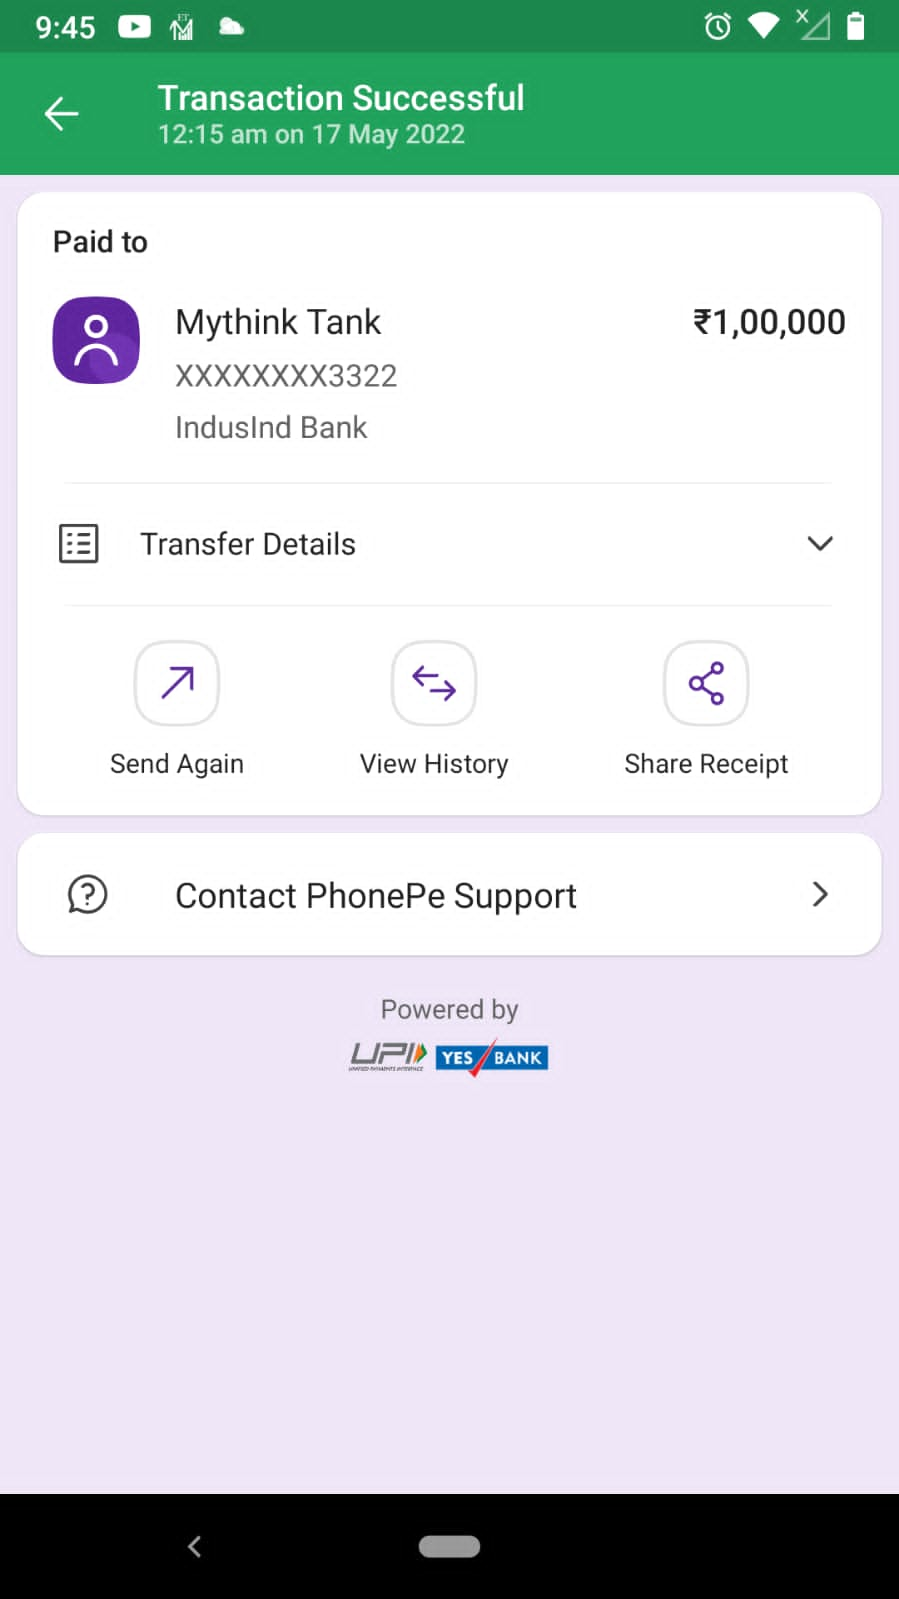 9:45
Transaction Successful
12:15 am on 17 May 2022
Paid to
Mythink Tank
₹1,00,000
XXXXXXXX3322
IndusInd Bank
Transfer Details
Send Again
View History
Share Receipt
Contact PhonePe Support
Powered by
UPI YES BANK
UNIFIED PAYMENTS INTERFACE